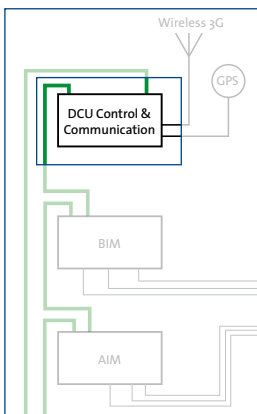 Wireless 3G
GPS
DCU Control &
Communication
BIM
AIM